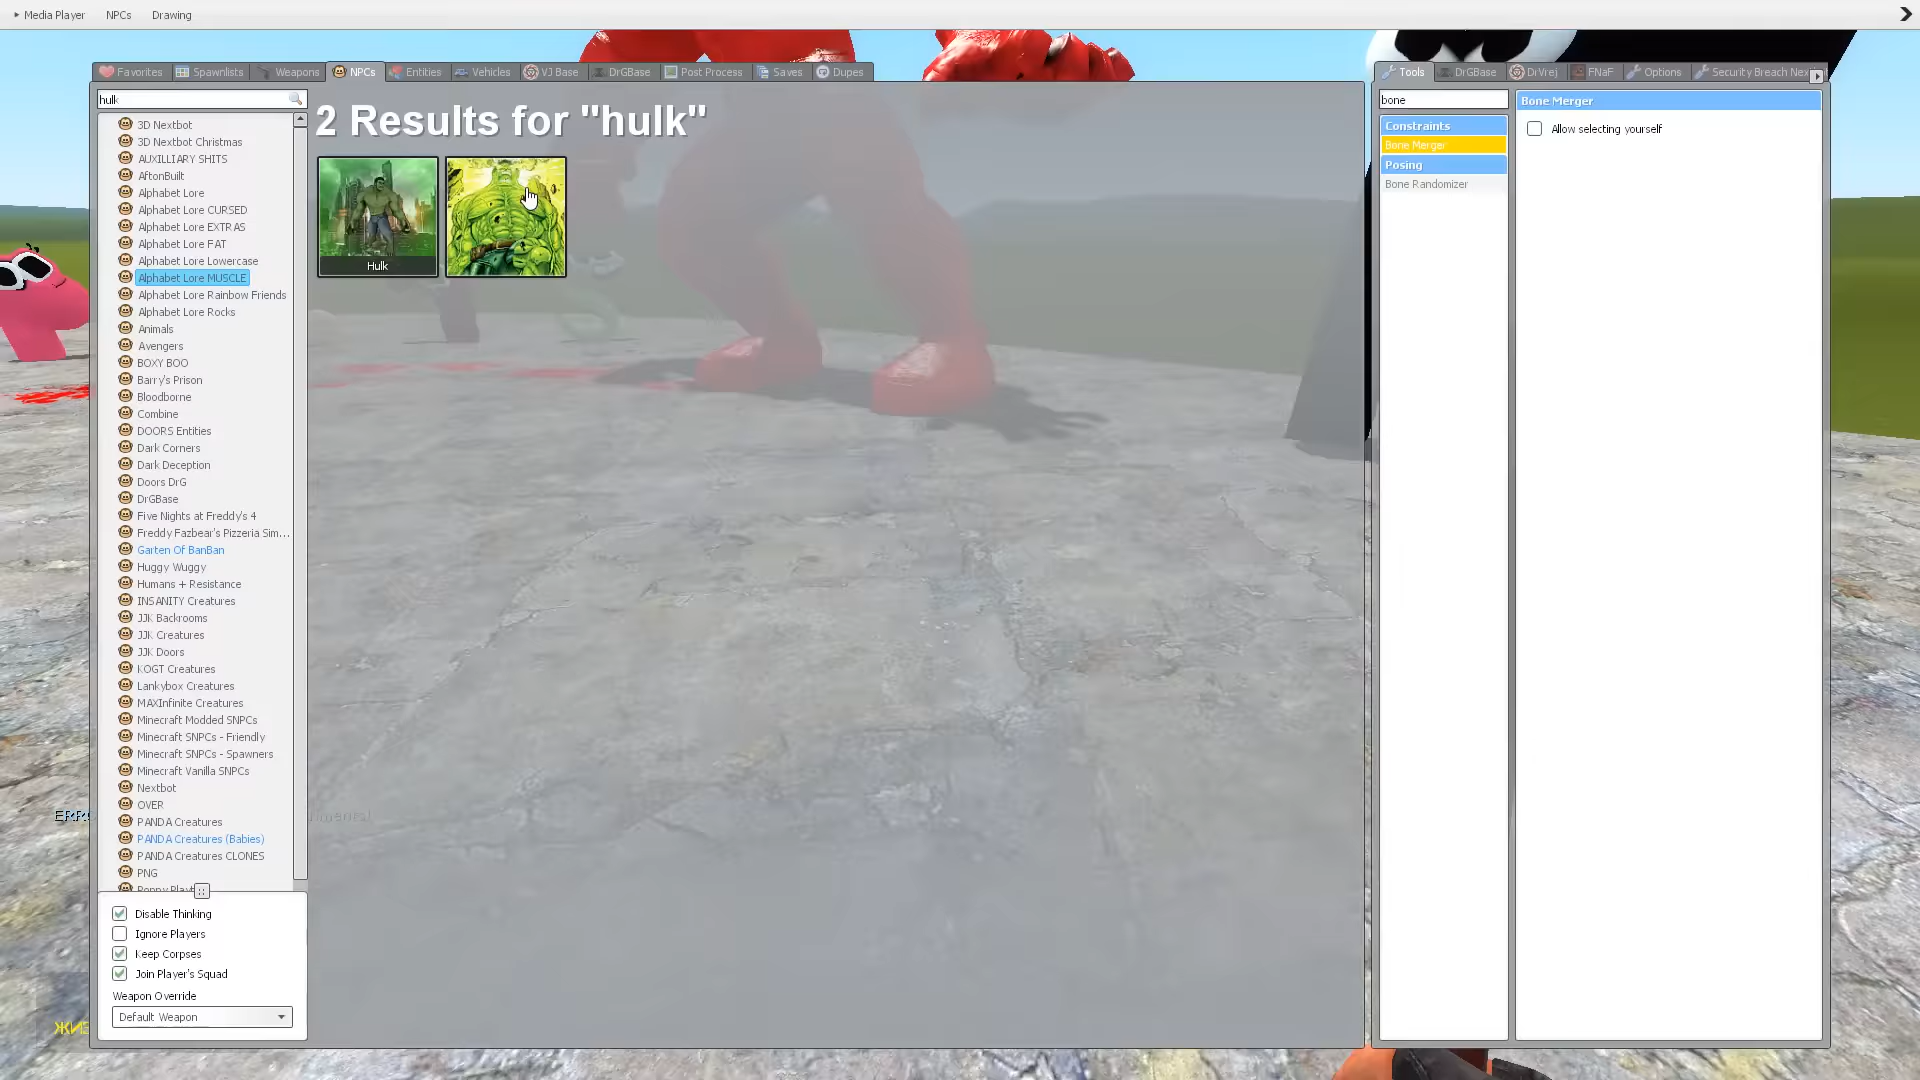 Media Player NPCs Drawing
Favorites Spawnlists Weapons NPCs Entities Vehicles VJ Base DrGBase Post Process Saves Dupes
hulk
3D Nextbot
3D Nextbot Christmas
AUXILLIARY SHITS
AftonBuilt
Alphabet Lore
Alphabet Lore CURSED
Alphabet Lore EXTRAS
Alphabet Lore FAT
Alphabet Lore Lowercase
Alphabet Lore MUSCLE
Alphabet Lore Rainbow Friends
Alphabet Lore Rocks
Animals
Avengers
BOXY BOO
Barry's Prison
Bloodborne
Combine
DOORS Entities
Dark Corners
Dark Deception
Doors DrG
DrGBase
Five Nights at Freddy's 4
Freddy Fazbear's Pizzeria Sim...
Garten Of BanBan
Huggy Wuggy
Humans + Resistance
INSANITY Creatures
JJK Backrooms
JJK Creatures
JJK Doors
KOGT Creatures
Lankybox Creatures
MAXInfinite Creatures
Minecraft Modded SNPCs
Minecraft SNPCs - Friendly
Minecraft SNPCs - Spawners
Minecraft Vanilla SNPCs
Nextbot
OVER
PANDA Creatures
PANDA Creatures (Babies)
PANDA Creatures CLONES
PNG
Disable Thinking
Ignore Players
Keep Corpses
Join Player's Squad
Weapon Override
Default Weapon
2 Results for "hulk"
Hulk
Tools DrGBase DrVrej FNaF Options Security Breach
bone
Constraints
Bone Merger
Posing
Bone Randomizer
Bone Merger
Allow selecting yourself